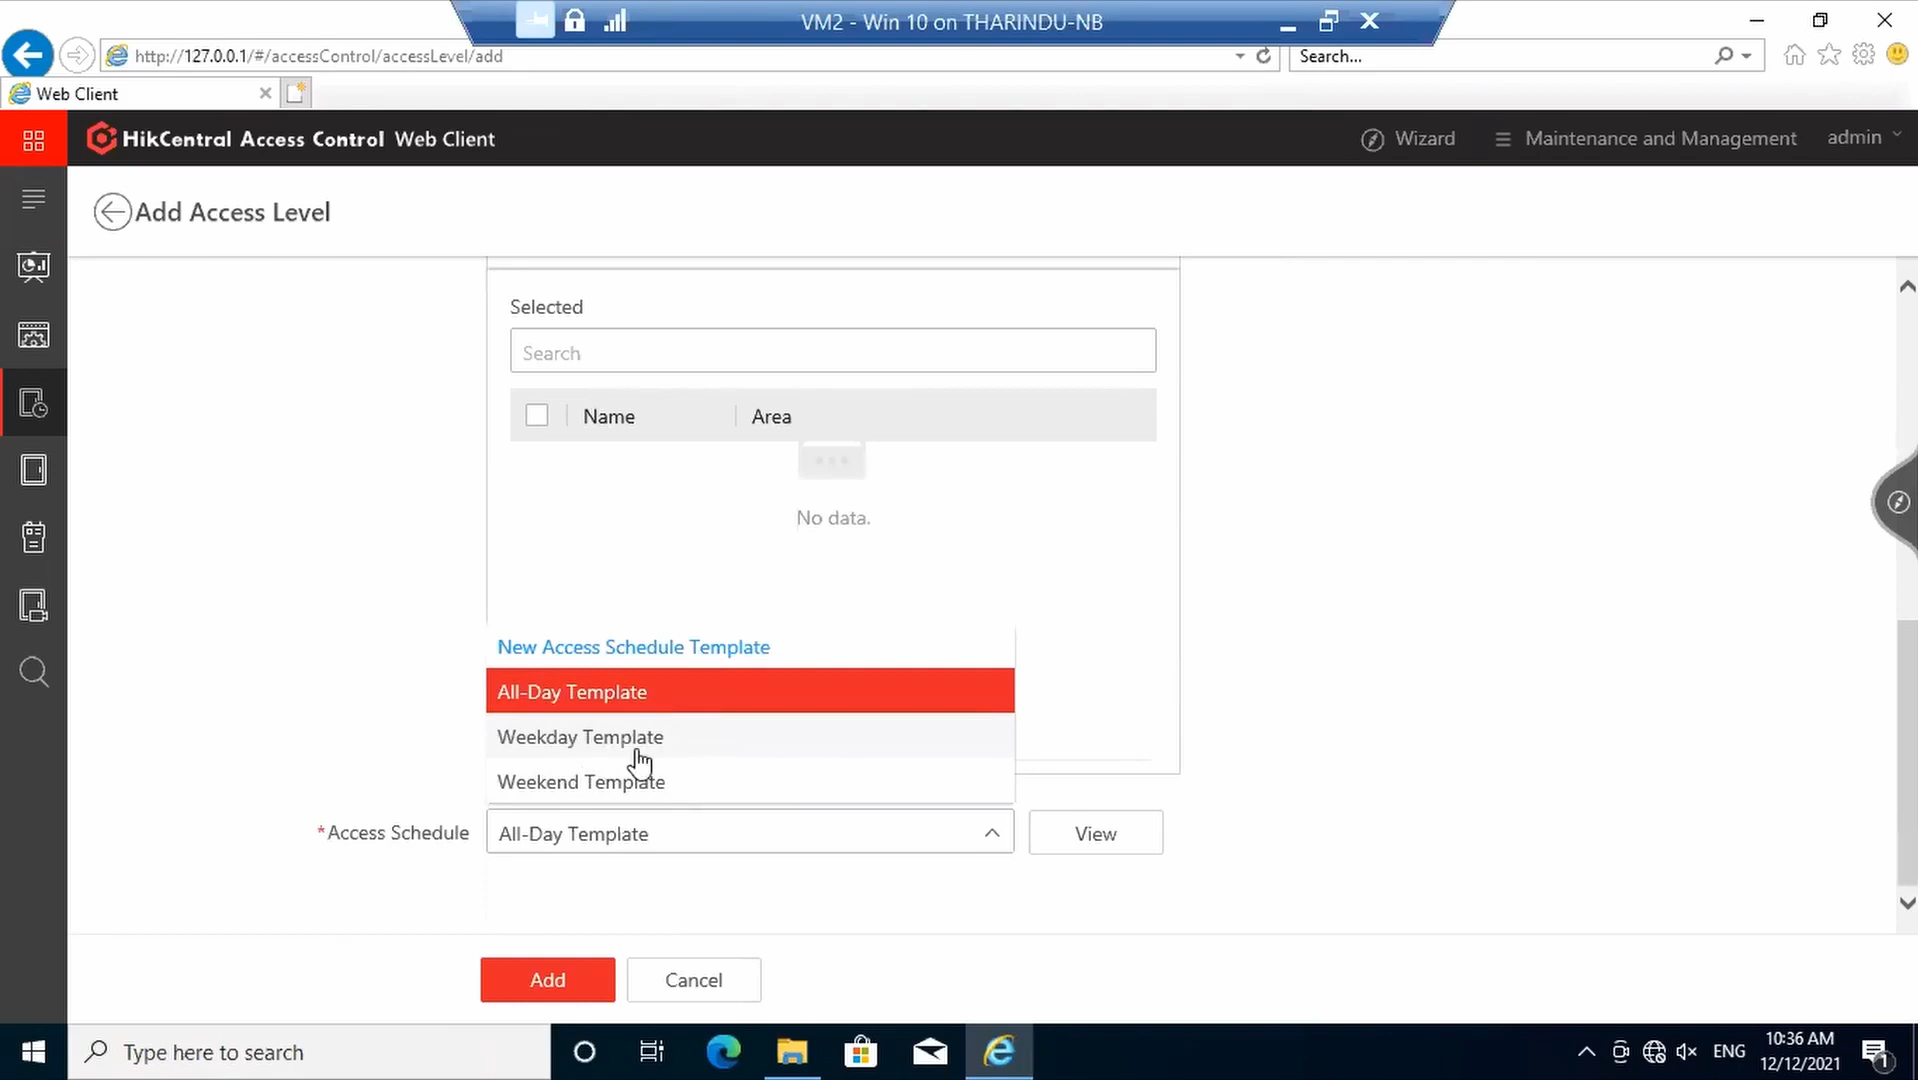 VM2 - Win 10 on THARINDU-NB
http://127.0.0.1/#/accessControl/accessLevel/add
Search...
Web Client
HikCentral Access Control Web Client
Wizard
Maintenance and Management
admin
Add Access Level
Selected
Search
Name
Area
No data.
New Access Schedule Template
All-Day Template
Weekday Template
Weekend Template
*Access Schedule
All-Day Template
View
Add
Cancel
Type here to search
ENG
10:36 AM
12/12/2021
1